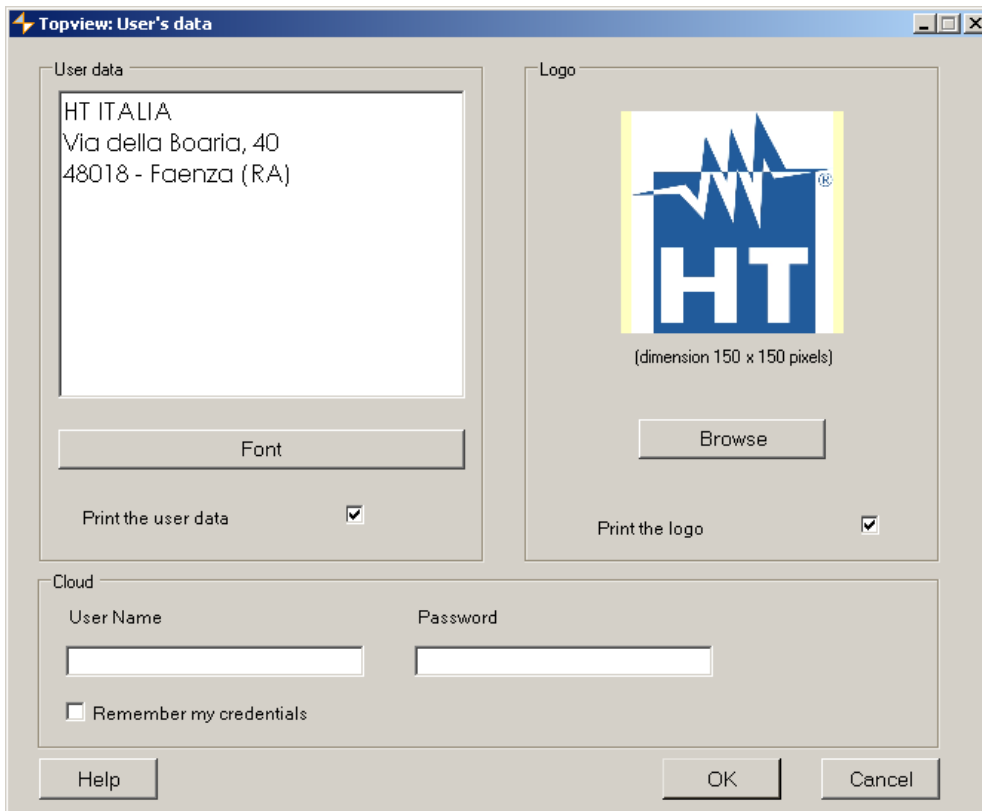 Topview: User's data
User data
HT ITALIA
Via della Boaria, 40
48018 - Faenza (RA)
Font
Print the user data
Logo
HT
®
(dimension 150 x 150 pixels)
Browse
Print the logo
Cloud
User Name
Password
Remember my credentials
Help
OK
Cancel